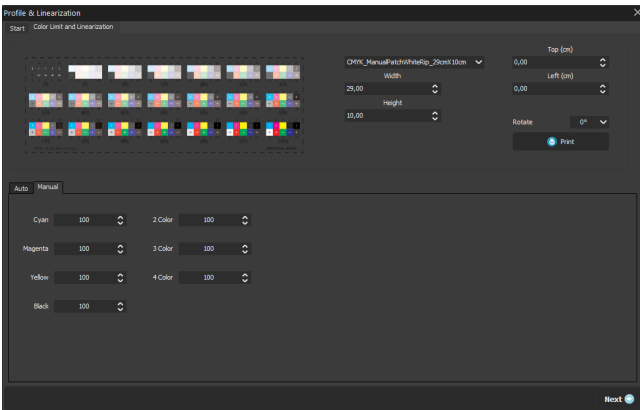 Profile & Linearization
Start Color Limit and Linearization
CMYK_ManualPatchWhiteRip_29cmX10cm
Width
29,00
Height
10,00
Top (cm)
0,00
Left (cm)
0,00
Rotate 0°
Print
Auto Manual
Cyan 100 2 Color 100
Magenta 100 3 Color 100
Yellow 100 4 Color 100
Black 100
Next